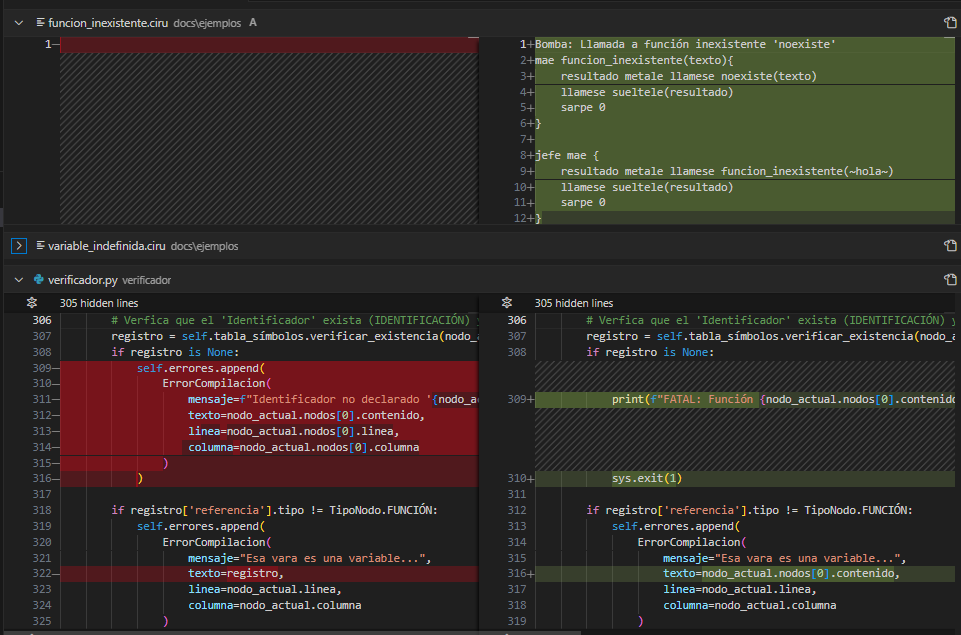 funcion_inexistente.ciru docs\ejemplos A
1—
1+ Bomba: Llamada a función inexistente 'noexiste'
2+ mae funcion_inexistente(texto){
3+     resultado metale llamese noexiste(texto)
4+     llamese sueltele(resultado)
5+     sarpe 0
6+ }
7+
8+ jefe mae {
9+     resultado metale llamese funcion_inexistente(~hola~)
10+     llamese sueltele(resultado)
11+     sarpe 0
12+ }
variable_indefinida.ciru docs\ejemplos
verificador.py verificador
305 hidden lines
306         # Verfica que el 'Identificador' exista (IDENTIFICACIÓN) y
307         registro = self.tabla_símbolos.verificar_existencia(nodo_a
308         if registro is None:
309—             self.errores.append(
310—                 ErrorCompilacion(
311—                     mensaje=f"Identificador no declarado '{nodo_ac
312—                     texto=nodo_actual.nodos[0].contenido,
313—                     linea=nodo_actual.nodos[0].linea,
314—                     columna=nodo_actual.nodos[0].columna
315—                 )
316—             )
317
318         if registro['referencia'].tipo != TipoNodo.FUNCIÓN:
319             self.errores.append(
320                 ErrorCompilacion(
321                     mensaje="Esa vara es una variable...",
322—                     texto=registro,
323                     linea=nodo_actual.linea,
324                     columna=nodo_actual.columna
325                 )
305 hidden lines
306         # Verfica que el 'Identificador' exista (IDENTIFICACIÓN) y
307         registro = self.tabla_símbolos.verificar_existencia(nodo_a
308         if registro is None:
309+             print(f"FATAL: Función {nodo_actual.nodos[0].contenido
310+             sys.exit(1)
311
312         if registro['referencia'].tipo != TipoNodo.FUNCIÓN:
313             self.errores.append(
314                 ErrorCompilacion(
315                     mensaje="Esa vara es una variable...",
316+                     texto=nodo_actual.nodos[0].contenido,
317                     linea=nodo_actual.linea,
318                     columna=nodo_actual.columna
319                 )